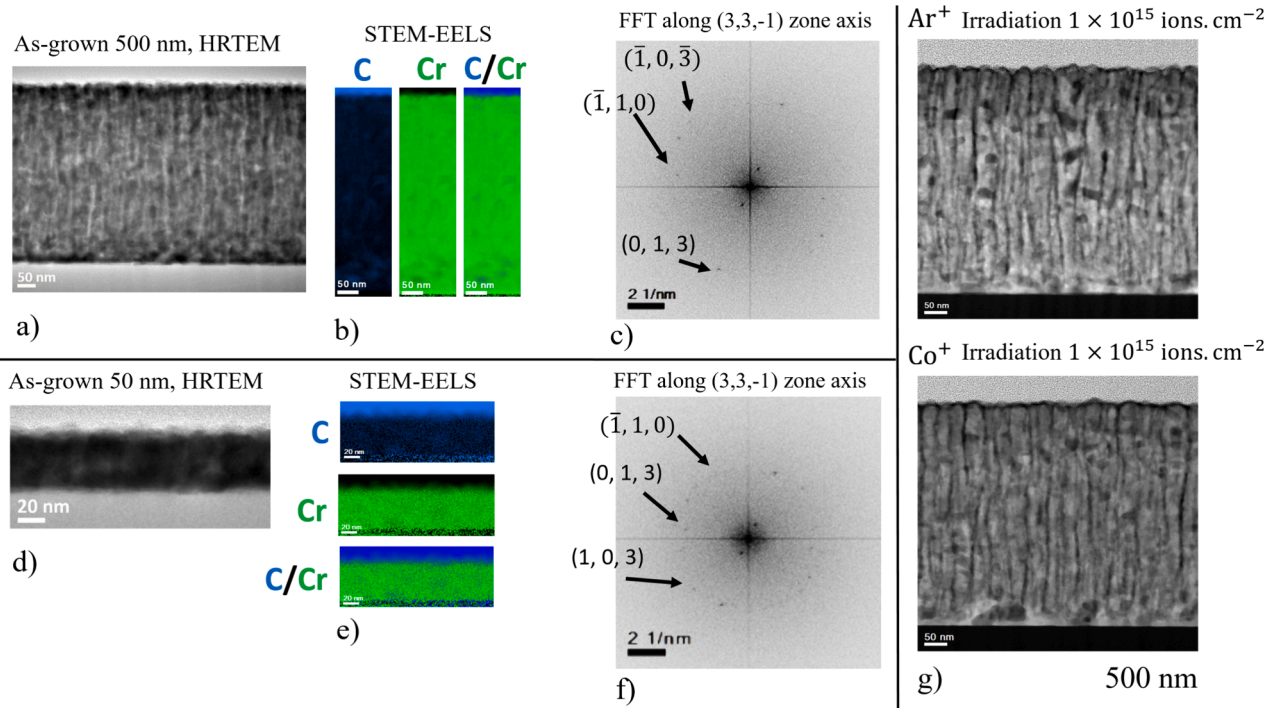 As-grown 500 nm, HRTEM
50 nm
a)
STEM-EELS
C
Cr
C/Cr
50 nm
50 nm
50 nm
b)
FFT along (3,3,-1) zone axis
(1̅, 0, 3̅)
(1̅, 1,0)
(0, 1, 3)
2 1/nm
c)
As-grown 50 nm, HRTEM
20 nm
d)
STEM-EELS
C
20 nm
Cr
20 nm
C/Cr
20 nm
e)
FFT along (3,3,-1) zone axis
(1̅, 1, 0)
(0, 1, 3)
(1, 0, 3)
2 1/nm
f)
Ar⁺ Irradiation 1 × 10¹⁵ ions. cm⁻²
50 nm
Co⁺ Irradiation 1 × 10¹⁵ ions. cm⁻²
50 nm
g)
500 nm